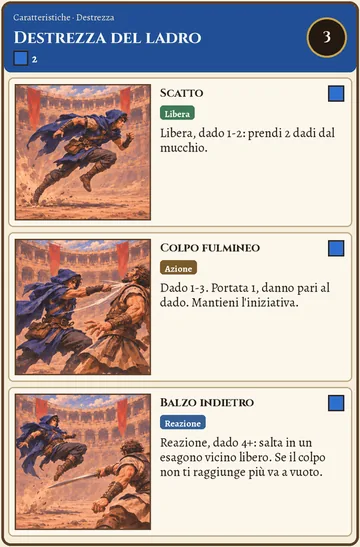 Caratteristiche · Destrezza
Destrezza del ladro
3
2
Scatto
Libera
Libera, dado 1-2: prendi 2 dadi dal
mucchio.
Colpo fulmineo
Azione
Dado 1-3. Portata 1, danno pari al
dado. Mantieni l'iniziativa.
Balzo indietro
Reazione
Reazione, dado 4+: salta in un
esagono vicino libero. Se il colpo
non ti raggiunge più va a vuoto.